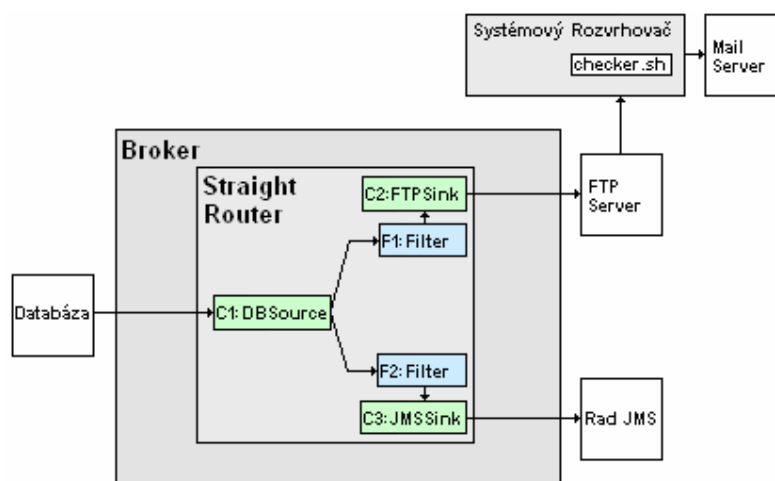 Systémový Rozvrhovač
checker.sh
Mail
Server
Broker
Straight
Router
C2:FTPSink
FTP
Server
F1:Filter
Databáza
C1:DBSource
F2:Filter
C3:JMSSink
Rad JMS